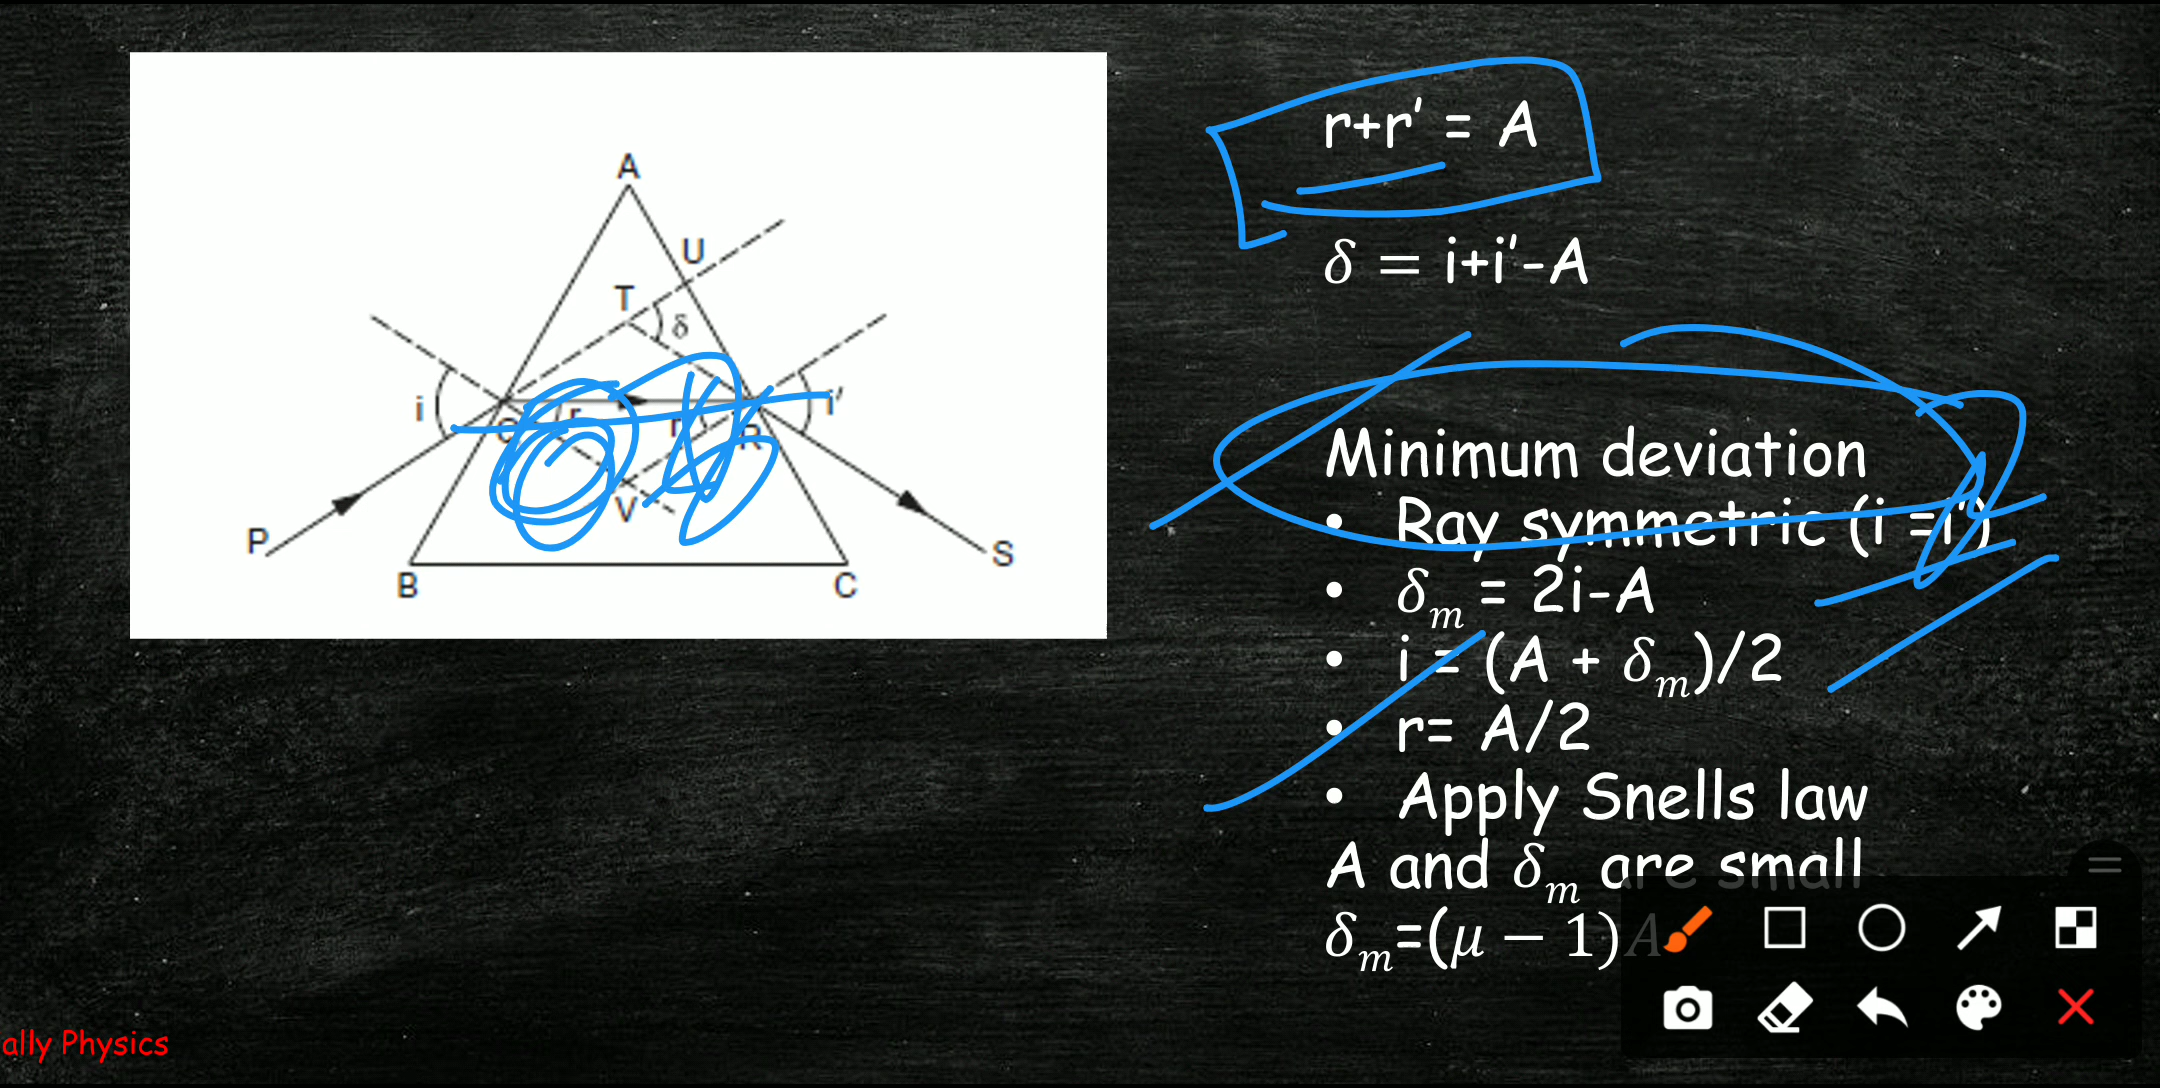 A
U
T
δ
i
r
r
i′
Q
R
V
P
S
B
C
r+r′ = A
δ = i+i′-A
Minimum deviation
• Ray symmetric (i =i′)
• δₘ = 2i-A
• i = (A + δₘ)/2
• r= A/2
• Apply Snells law
A and δₘ are small
δₘ=(μ − 1)A
ally Physics